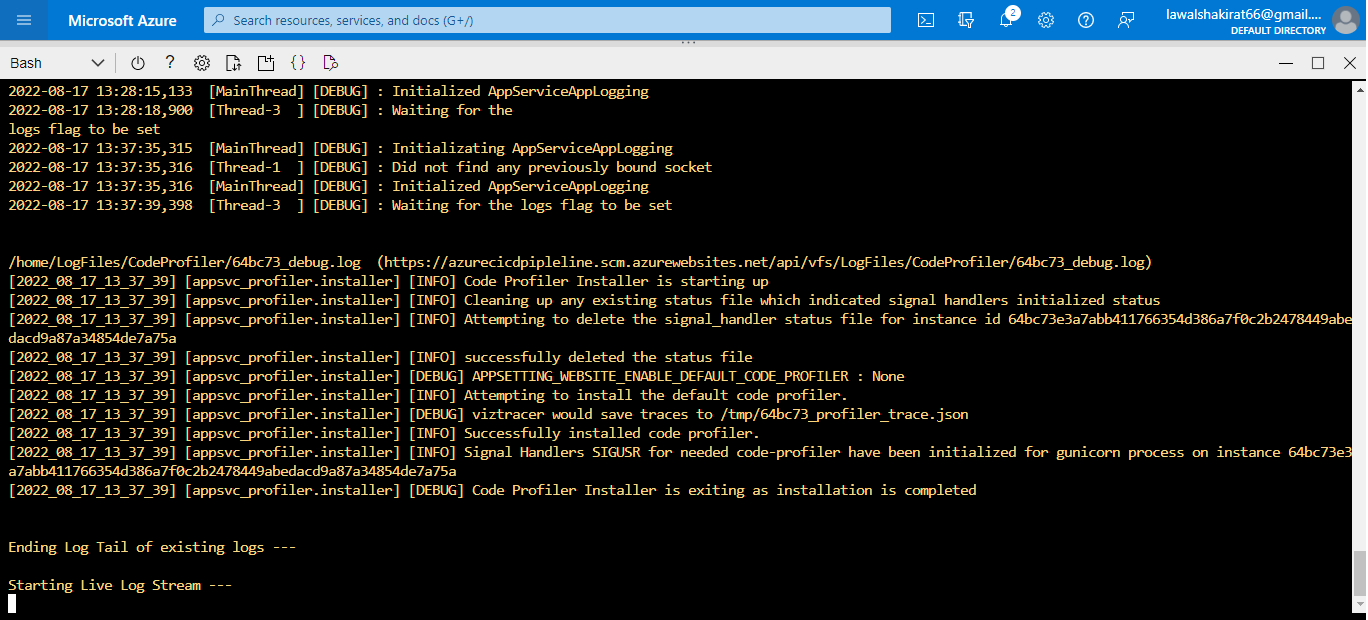 Microsoft Azure
Search resources, services, and docs (G+/)
2
lawalshakirat66@gmail....
DEFAULT DIRECTORY
Bash
?
{}
2022-08-17 13:28:15,133  [MainThread] [DEBUG] : Initialized AppServiceAppLogging
2022-08-17 13:28:18,900  [Thread-3  ] [DEBUG] : Waiting for the
logs flag to be set
2022-08-17 13:37:35,315  [MainThread] [DEBUG] : Initializating AppServiceAppLogging
2022-08-17 13:37:35,316  [Thread-1  ] [DEBUG] : Did not find any previously bound socket
2022-08-17 13:37:35,316  [MainThread] [DEBUG] : Initialized AppServiceAppLogging
2022-08-17 13:37:39,398  [Thread-3  ] [DEBUG] : Waiting for the logs flag to be set
/home/LogFiles/CodeProfiler/64bc73_debug.log  (https://azurecicdpipleline.scm.azurewebsites.net/api/vfs/LogFiles/CodeProfiler/64bc73_debug.log)
[2022_08_17_13_37_39] [appsvc_profiler.installer] [INFO] Code Profiler Installer is starting up
[2022_08_17_13_37_39] [appsvc_profiler.installer] [INFO] Cleaning up any existing status file which indicated signal handlers initialized status
[2022_08_17_13_37_39] [appsvc_profiler.installer] [INFO] Attempting to delete the signal_handler status file for instance id 64bc73e3a7abb411766354d386a7f0c2b2478449abe
dacd9a87a34854de7a75a
[2022_08_17_13_37_39] [appsvc_profiler.installer] [INFO] successfully deleted the status file
[2022_08_17_13_37_39] [appsvc_profiler.installer] [DEBUG] APPSETTING_WEBSITE_ENABLE_DEFAULT_CODE_PROFILER : None
[2022_08_17_13_37_39] [appsvc_profiler.installer] [INFO] Attempting to install the default code profiler.
[2022_08_17_13_37_39] [appsvc_profiler.installer] [DEBUG] viztracer would save traces to /tmp/64bc73_profiler_trace.json
[2022_08_17_13_37_39] [appsvc_profiler.installer] [INFO] Successfully installed code profiler.
[2022_08_17_13_37_39] [appsvc_profiler.installer] [INFO] Signal Handlers SIGUSR for needed code-profiler have been initialized for gunicorn process on instance 64bc73e3
a7abb411766354d386a7f0c2b2478449abedacd9a87a34854de7a75a
[2022_08_17_13_37_39] [appsvc_profiler.installer] [DEBUG] Code Profiler Installer is exiting as installation is completed
Ending Log Tail of existing logs ---
Starting Live Log Stream ---